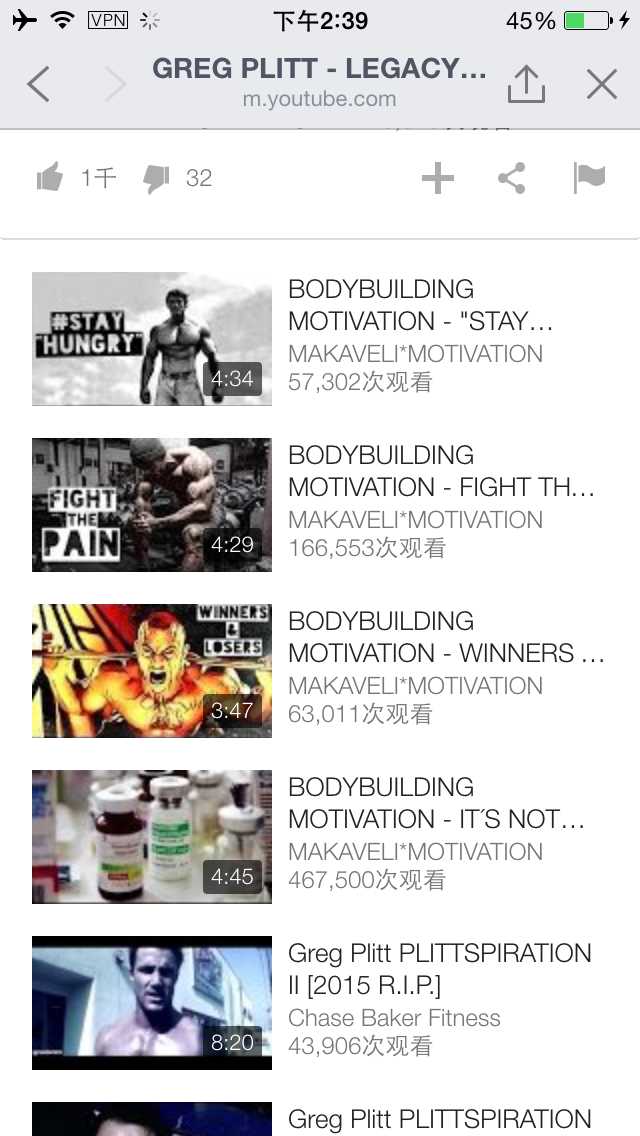 VPN
下午2:39
45%
GREG PLITT - LEGACY...
m.youtube.com
1千
32
#STAY
"HUNGRY"
4:34
BODYBUILDING
MOTIVATION - "STAY...
MAKAVELI*MOTIVATION
57,302次观看
FIGHT
THE
PAIN
4:29
BODYBUILDING
MOTIVATION - FIGHT TH...
MAKAVELI*MOTIVATION
166,553次观看
WINNERS
&
LOSERS
3:47
BODYBUILDING
MOTIVATION - WINNERS ...
MAKAVELI*MOTIVATION
63,011次观看
4:45
BODYBUILDING
MOTIVATION - IT´S NOT...
MAKAVELI*MOTIVATION
467,500次观看
8:20
Greg Plitt PLITTSPIRATION
II [2015 R.I.P.]
Chase Baker Fitness
43,906次观看
Greg Plitt PLITTSPIRATION